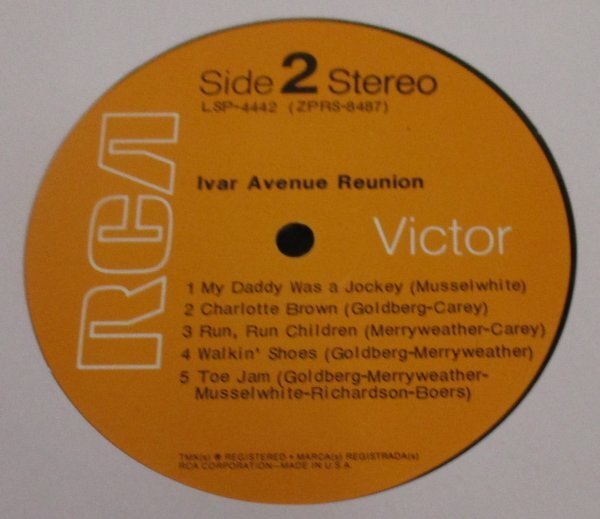 Side 2 Stereo
LSP-4442 (ZPRS-8487)
RCA
Ivar Avenue Reunion
Victor
1 My Daddy Was a Jockey (Musselwhite)
2 Charlotte Brown (Goldberg-Carey)
3 Run, Run Children (Merryweather-Carey)
4 Walkin' Shoes (Goldberg-Merryweather)
5 Toe Jam (Goldberg-Merryweather-
Musselwhite-Richardson-Boers)
TMK(s) ® REGISTERED • MARCA(s) REGISTRADA(s)
RCA CORPORATION—MADE IN U.S.A.